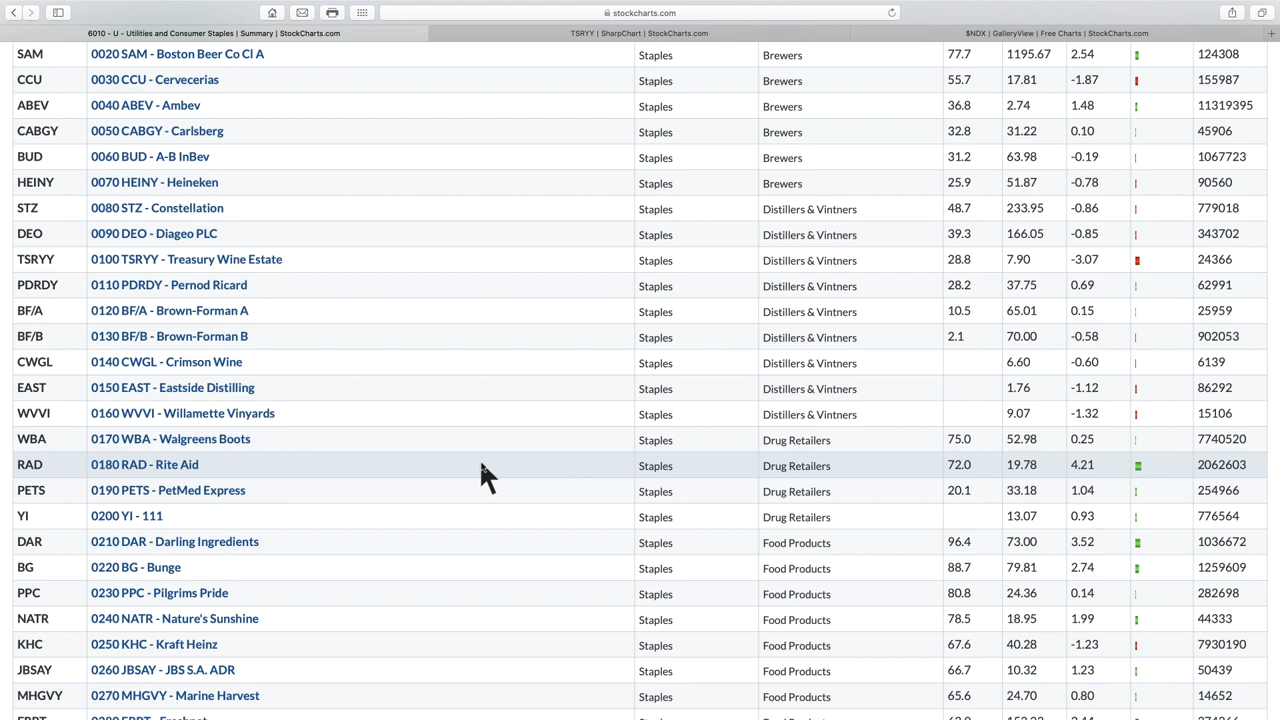 stockcharts.com
6010 - U - Utilities and Consumer Staples | Summary | StockCharts.com
TSRYY | SharpChart | StockCharts.com
$NDX | GalleryView | Free Charts | StockCharts.com
SAM 0020 SAM - Boston Beer Co Cl A Staples Brewers 77.7 1195.67 2.54 124308
CCU 0030 CCU - Cervecerias Staples Brewers 55.7 17.81 -1.87 155987
ABEV 0040 ABEV - Ambev Staples Brewers 36.8 2.74 1.48 11319395
CABGY 0050 CABGY - Carlsberg Staples Brewers 32.8 31.22 0.10 45906
BUD 0060 BUD - A-B InBev Staples Brewers 31.2 63.98 -0.19 1067723
HEINY 0070 HEINY - Heineken Staples Brewers 25.9 51.87 -0.78 90560
STZ 0080 STZ - Constellation Staples Distillers & Vintners 48.7 233.95 -0.86 779018
DEO 0090 DEO - Diageo PLC Staples Distillers & Vintners 39.3 166.05 -0.85 343702
TSRYY 0100 TSRYY - Treasury Wine Estate Staples Distillers & Vintners 28.8 7.90 -3.07 24366
PDRDY 0110 PDRDY - Pernod Ricard Staples Distillers & Vintners 28.2 37.75 0.69 62991
BF/A 0120 BF/A - Brown-Forman A Staples Distillers & Vintners 10.5 65.01 0.15 25959
BF/B 0130 BF/B - Brown-Forman B Staples Distillers & Vintners 2.1 70.00 -0.58 902053
CWGL 0140 CWGL - Crimson Wine Staples Distillers & Vintners 6.60 -0.60 6139
EAST 0150 EAST - Eastside Distilling Staples Distillers & Vintners 1.76 -1.12 86292
WVVI 0160 WVVI - Willamette Vinyards Staples Distillers & Vintners 9.07 -1.32 15106
WBA 0170 WBA - Walgreens Boots Staples Drug Retailers 75.0 52.98 0.25 7740520
RAD 0180 RAD - Rite Aid Staples Drug Retailers 72.0 19.78 4.21 2062603
PETS 0190 PETS - PetMed Express Staples Drug Retailers 20.1 33.18 1.04 254966
YI 0200 YI - 111 Staples Drug Retailers 13.07 0.93 776564
DAR 0210 DAR - Darling Ingredients Staples Food Products 96.4 73.00 3.52 1036672
BG 0220 BG - Bunge Staples Food Products 88.7 79.81 2.74 1259609
PPC 0230 PPC - Pilgrims Pride Staples Food Products 80.8 24.36 0.14 282698
NATR 0240 NATR - Nature's Sunshine Staples Food Products 78.5 18.95 1.99 44333
KHC 0250 KHC - Kraft Heinz Staples Food Products 67.6 40.28 -1.23 7930190
JBSAY 0260 JBSAY - JBS S.A. ADR Staples Food Products 66.7 10.32 1.23 50439
MHGVY 0270 MHGVY - Marine Harvest Staples Food Products 65.6 24.70 0.80 14652